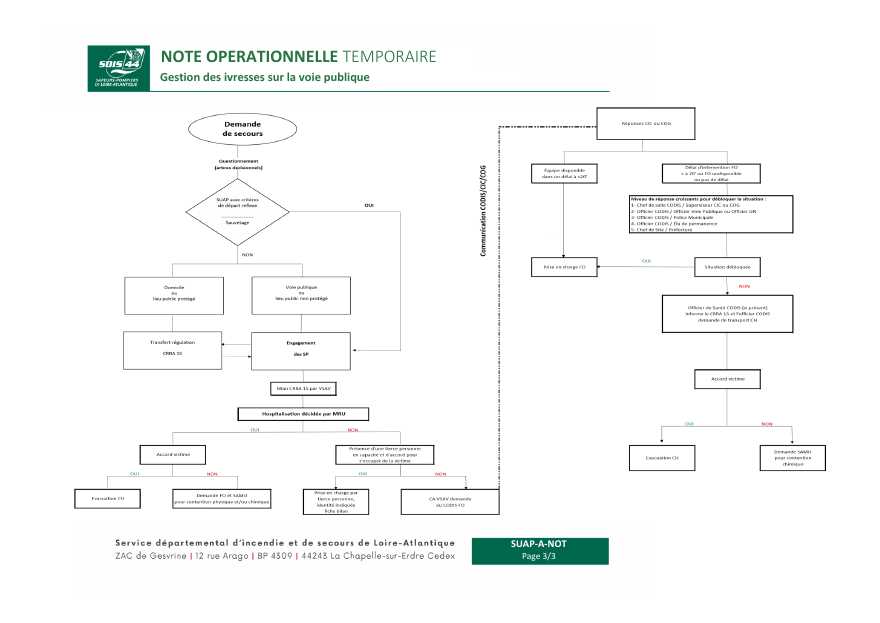 SDIS 44
SAPEURS-POMPIERS
DE LOIRE-ATLANTIQUE
NOTE OPERATIONNELLE TEMPORAIRE
Gestion des ivresses sur la voie publique
Demande
de secours
Questionnement
(arbres décisionnels)
SUAP avec critères
de départ réflexe
Sauvetage
OUI
NON
Domicile
ou
lieu public protégé
Voie publique
ou
lieu public non protégé
Transfert régulation
CRRA 15
Engagement
des SP
Bilan CRRA 15 par VSAV
Hospitalisation décidée par MRU
OUI
NON
Accord victime
Présence d'une tierce personne
en capacité et d'accord pour
s'occuper de la victime
OUI
NON
OUI
NON
Evacuation CH
Demande FO et SAMU
pour contention physique et/ou chimique
Prise en charge par
tierce personne,
identité indiquée
fiche bilan
CA VSAV demande
au CODIS FO
Communication CODIS/CIC/COG
Réponses CIC ou COG
Équipe disponible
dans un délai à <20'
Délai d'intervention FO
> à 20' ou FO indisponible
ou pas de délai
Niveaux de réponse croissants pour débloquer la situation :
1- Chef de salle CODIS / Superviseur CIC ou COG
2- Officier CODIS / Officier Voie Publique ou Officier GN
3- Officier CODIS / Police Municipale
4- Officier CODIS / Élu de permanence
5- Chef de Site / Préfecture
Prise en charge FO
OUI
Situation débloquée
NON
Officier de Santé CODIS (si présent)
informe le CRRA 15 et l'officier CODIS
demande de transport CH
Accord victime
OUI
NON
Evacuation CH
Demande SAMU
pour contention
chimique
Service départemental d'incendie et de secours de Loire-Atlantique
ZAC de Gesvrine | 12 rue Arago | BP 4309 | 44243 La Chapelle-sur-Erdre Cedex
SUAP-A-NOT
Page 3/3